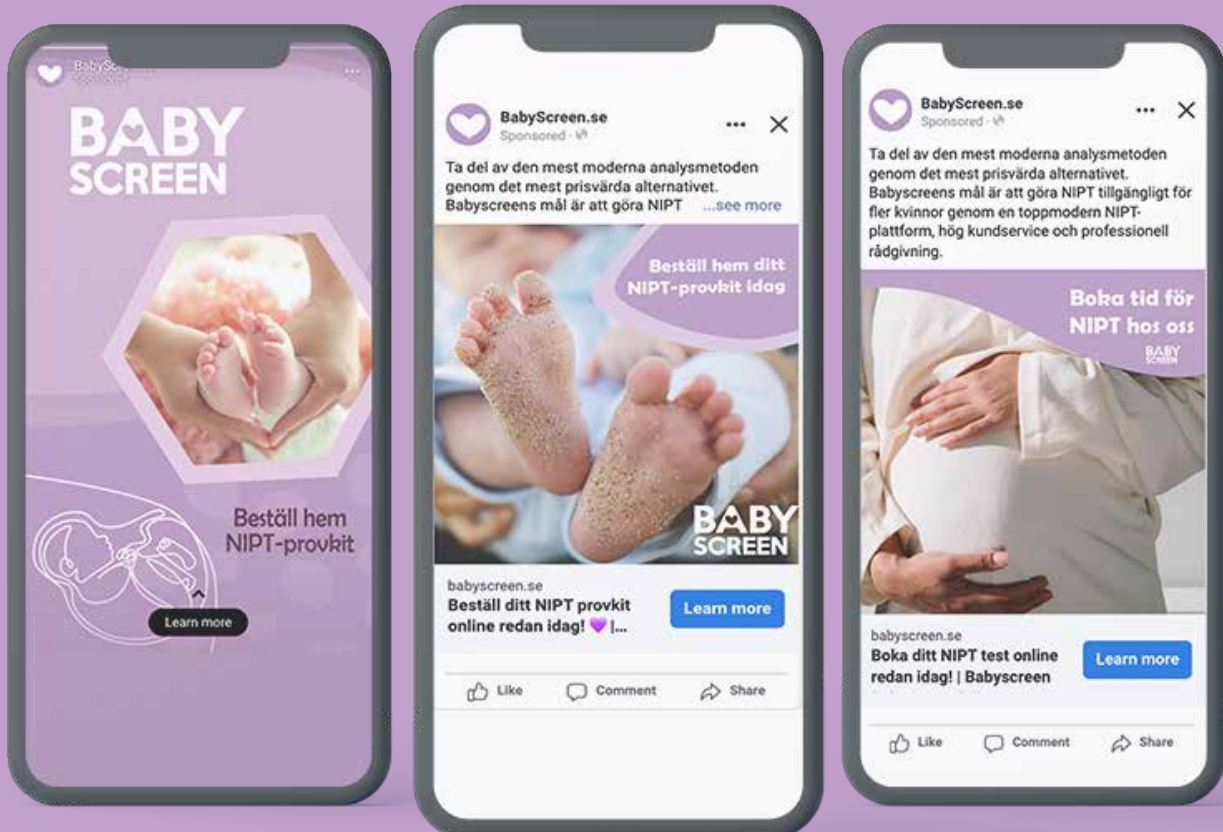 BABY
SCREEN
Beställ hem
NIPT-provkit
Learn more
BabyScreen.se
Sponsored
Ta del av den mest moderna analysmetoden
genom det mest prisvärda alternativet.
Babyscreens mål är att göra NIPT ...see more
Beställ hem ditt
NIPT-provkit idag
BABY
SCREEN
babyscreen.se
Beställ ditt NIPT provkit
online redan idag! 💜 |...
Learn more
Like Comment Share
BabyScreen.se
Sponsored
Ta del av den mest moderna analysmetoden
genom det mest prisvärda alternativet.
Babyscreens mål är att göra NIPT tillgängligt för
fler kvinnor genom en toppmodern NIPT-
plattform, hög kundservice och professionell
rådgivning.
Boka tid för
NIPT hos oss
BABY
SCREEN
babyscreen.se
Boka ditt NIPT test online
redan idag! | Babyscreen
Learn more
Like Comment Share